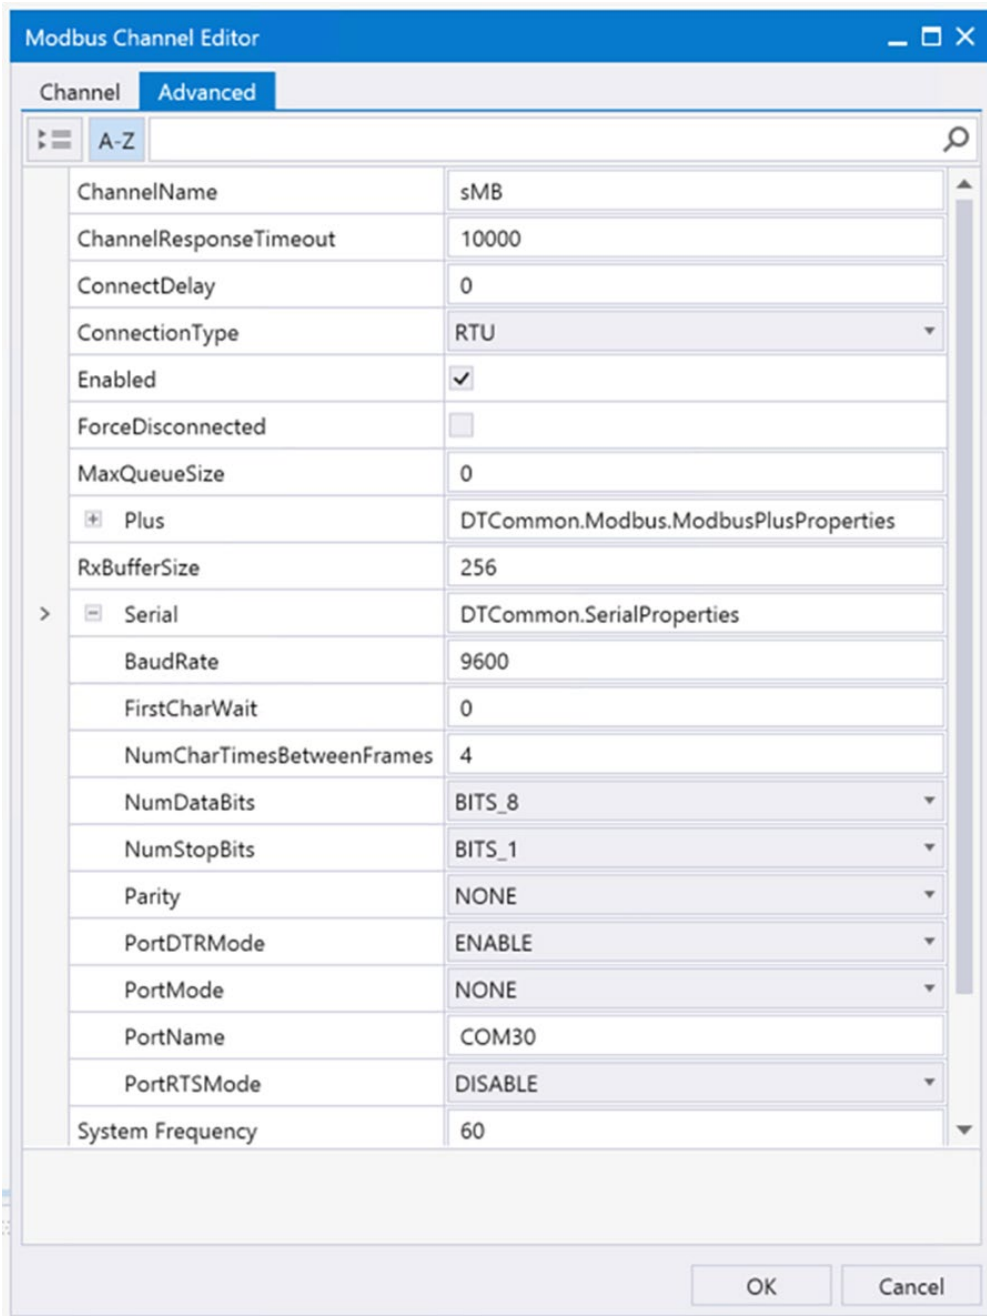 Modbus Channel Editor
Channel Advanced
A-Z
ChannelName sMB
ChannelResponseTimeout 10000
ConnectDelay 0
ConnectionType RTU
Enabled
ForceDisconnected
MaxQueueSize 0
Plus DTCommon.Modbus.ModbusPlusProperties
RxBufferSize 256
Serial DTCommon.SerialProperties
BaudRate 9600
FirstCharWait 0
NumCharTimesBetweenFrames 4
NumDataBits BITS_8
NumStopBits BITS_1
Parity NONE
PortDTRMode ENABLE
PortMode NONE
PortName COM30
PortRTSMode DISABLE
System Frequency 60
OK Cancel